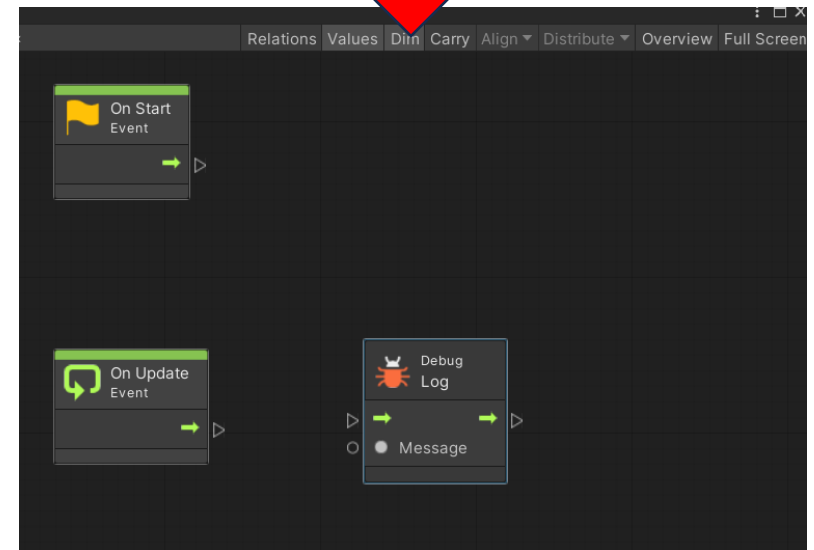 Relations Values Dim Carry Align Distribute Overview Full Screen
On Start
Event
On Update
Event
Debug
Log
Message